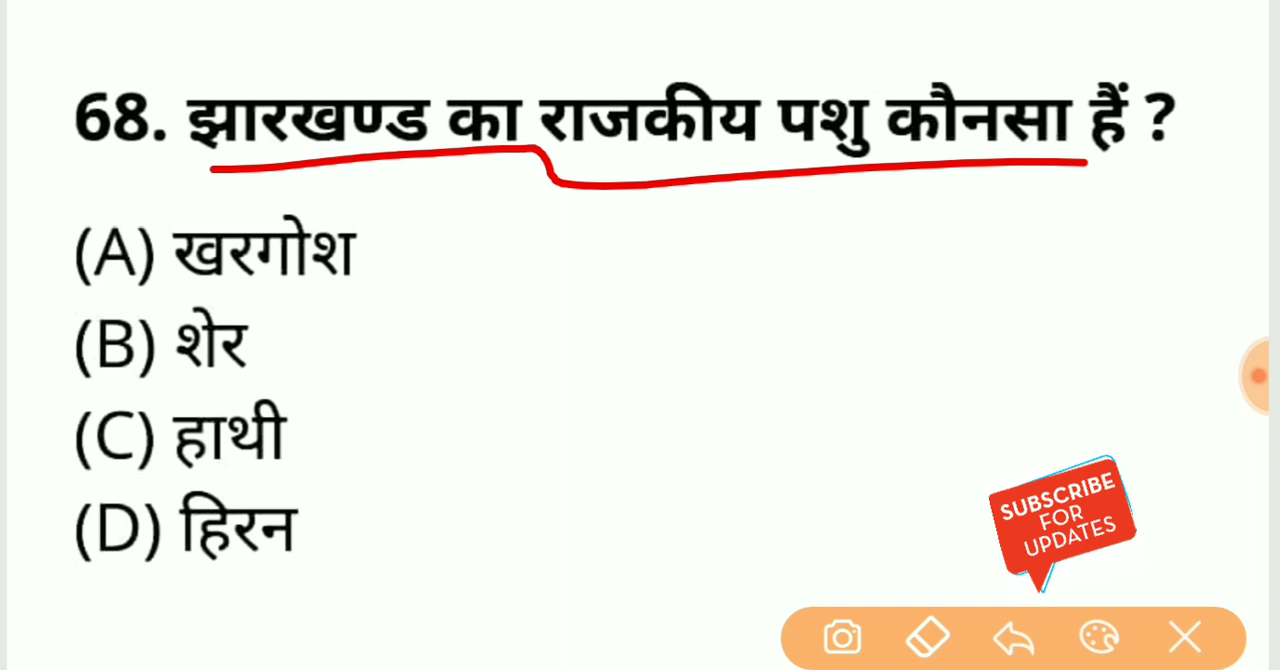 68. झारखण्ड का राजकीय पशु कौनसा हैं ?
(A) खरगोश
(B) शेर
(C) हाथी
(D) हिरन
SUBSCRIBE
FOR
UPDATES